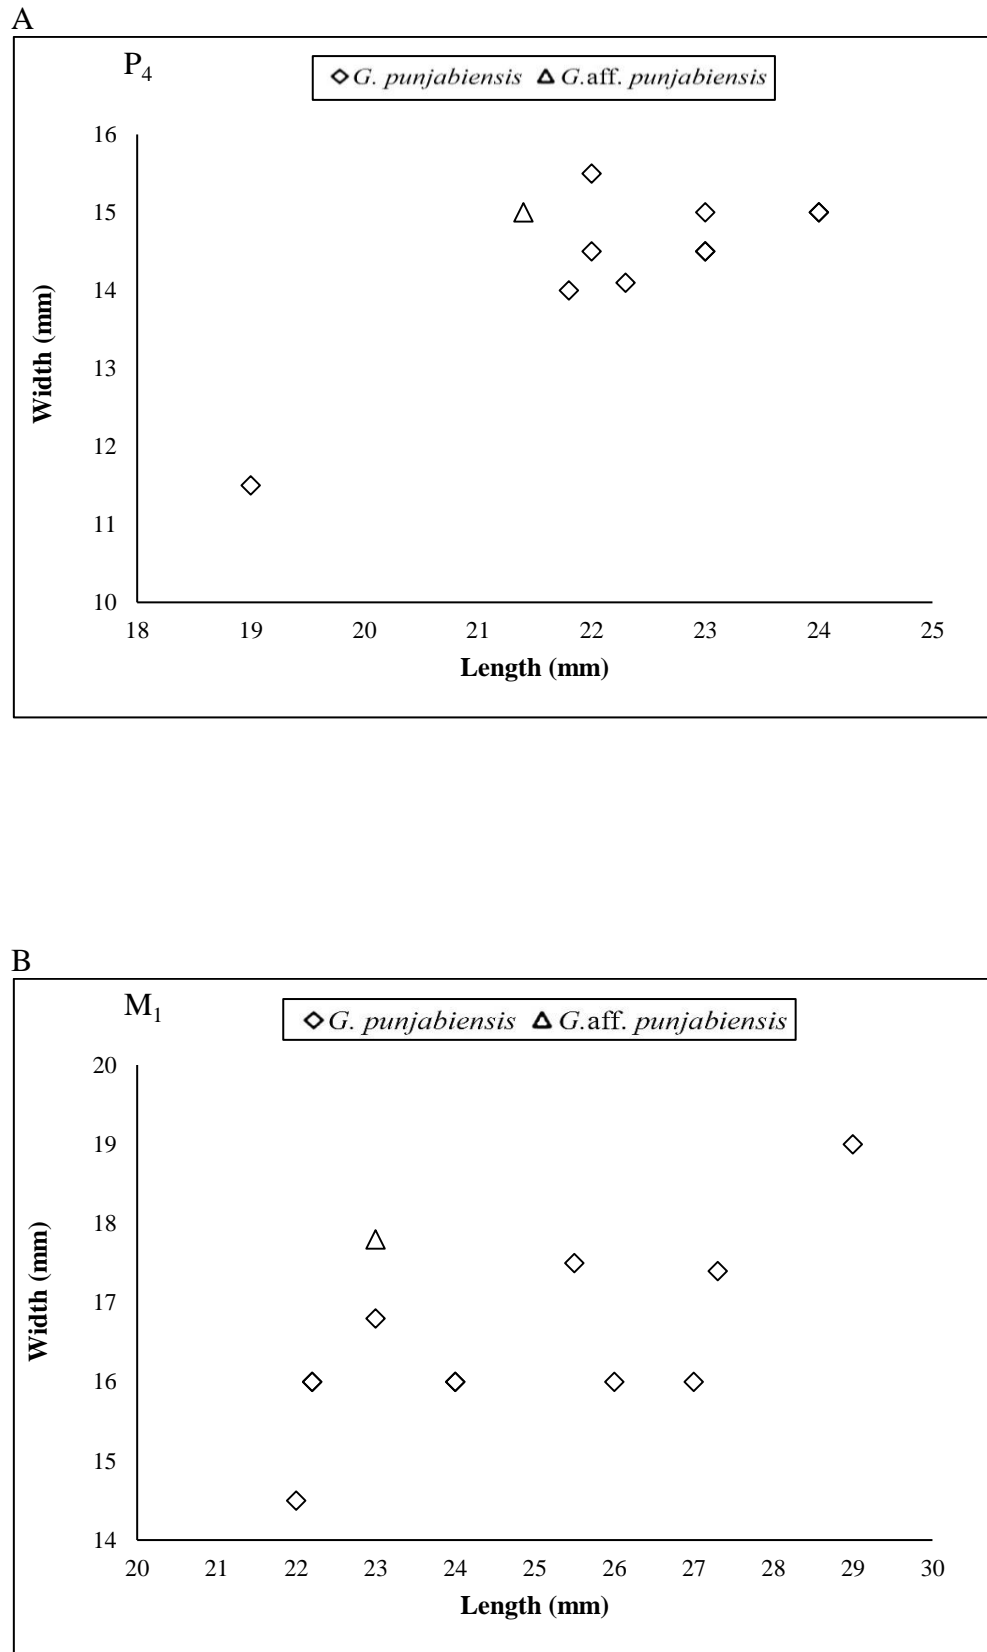 A
P₄
G. punjabiensis G.aff. punjabiensis
16
15
14
13
12
11
10
Width (mm)
18 19 20 21 22 23 24 25
Length (mm)
B
M₁
G. punjabiensis G.aff. punjabiensis
20
19
18
17
16
15
14
Width (mm)
20 21 22 23 24 25 26 27 28 29 30
Length (mm)